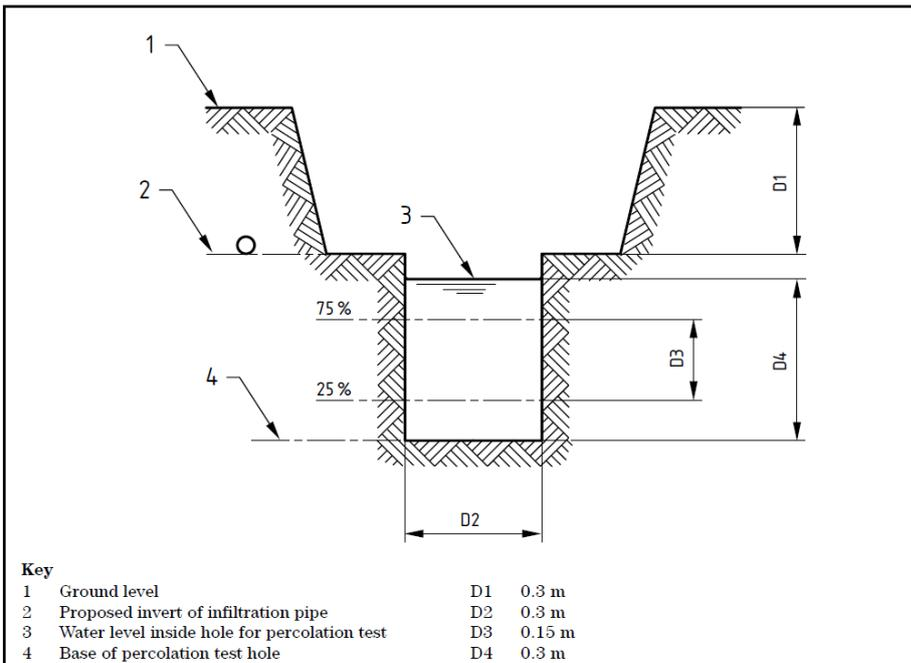 1
2
3
75 %
25 %
4
D1
D3
D4
D2
Key
1 Ground level D1 0.3 m
2 Proposed invert of infiltration pipe D2 0.3 m
3 Water level inside hole for percolation test D3 0.15 m
4 Base of percolation test hole D4 0.3 m